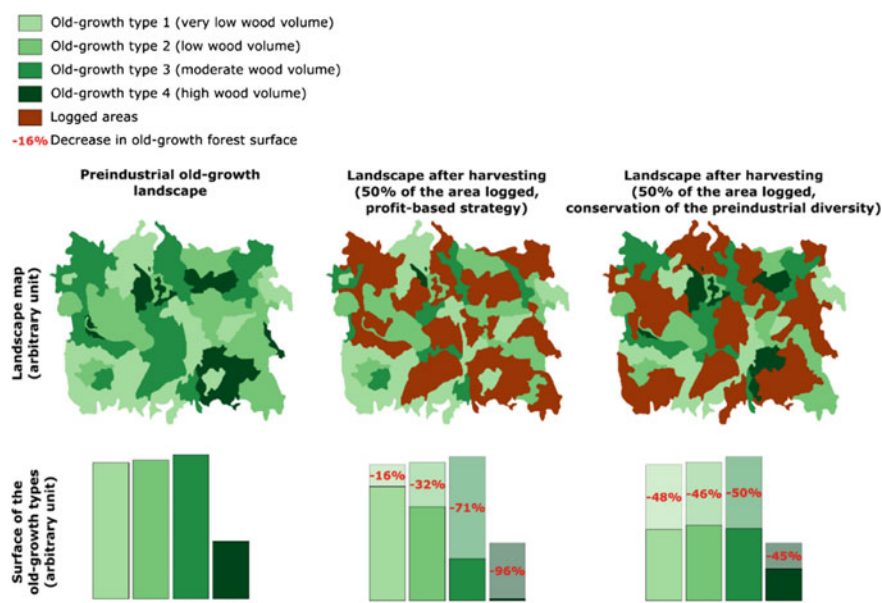 Old-growth type 1 (very low wood volume)
Old-growth type 2 (low wood volume)
Old-growth type 3 (moderate wood volume)
Old-growth type 4 (high wood volume)
Logged areas
-16% Decrease in old-growth forest surface
Preindustrial old-growth
landscape
Landscape after harvesting
(50% of the area logged,
profit-based strategy)
Landscape after harvesting
(50% of the area logged,
conservation of the preindustrial diversity)
Landscape map
(arbitrary unit)
Surface of the
old-growth types
(arbitrary unit)
-16%
-32%
-71%
-96%
-48%
-46%
-50%
-45%